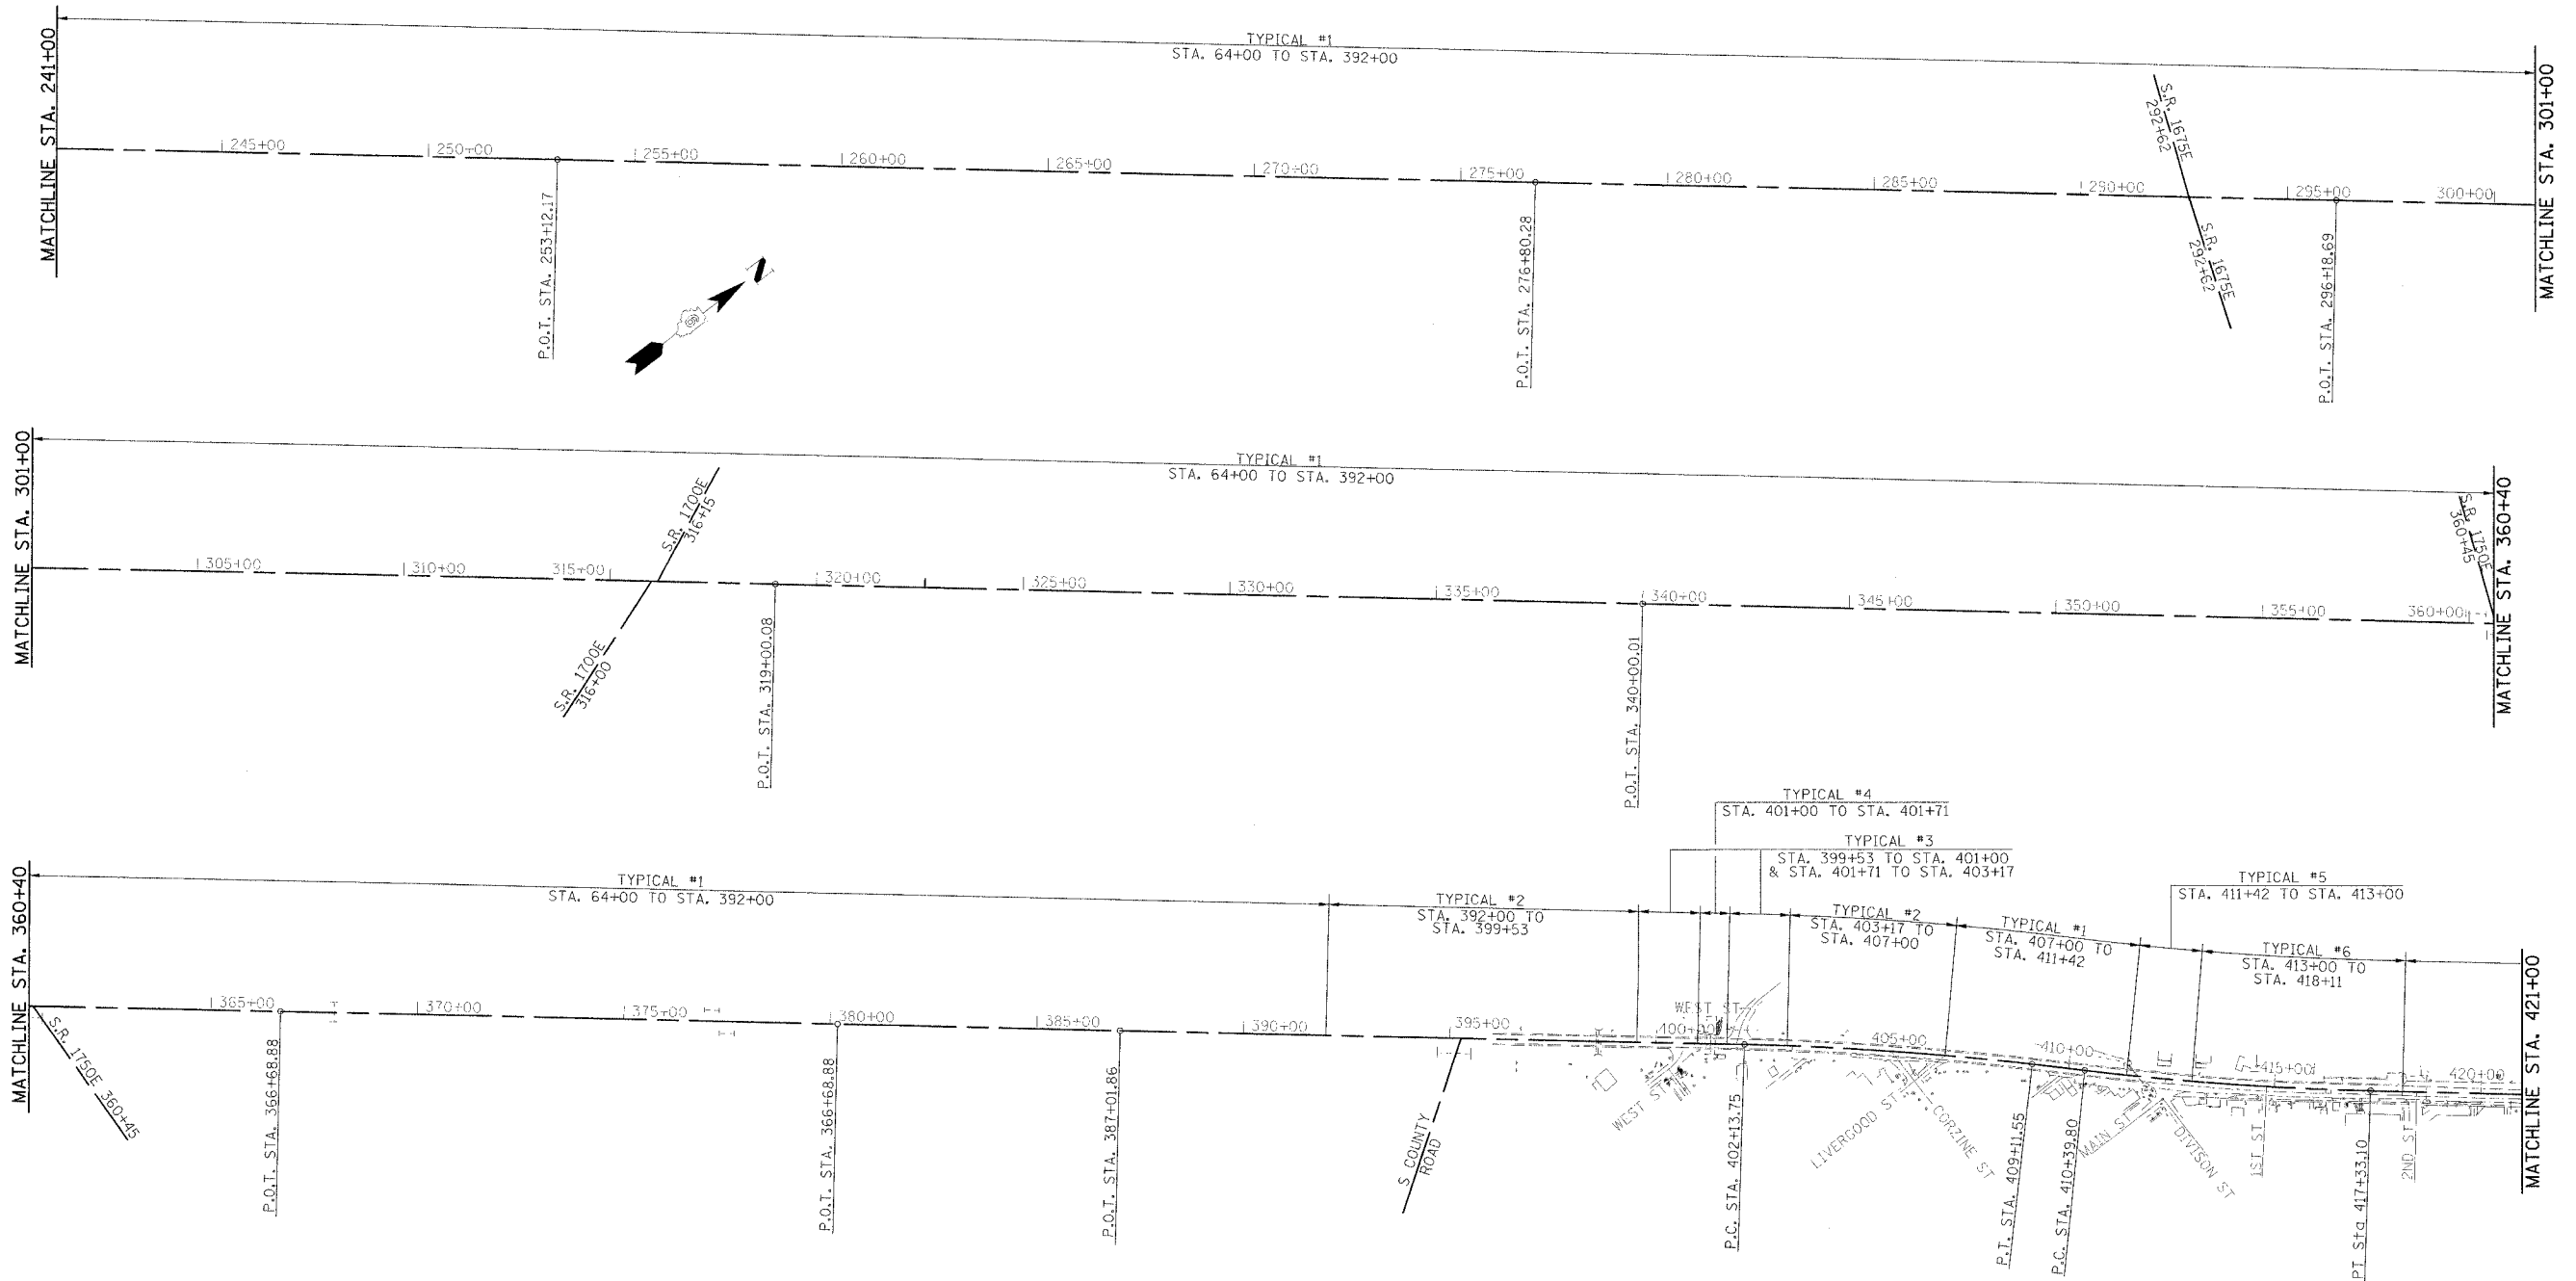 TYPICAL #1
STA. 64+00 TO STA. 392+00
MATCHLINE STA. 241+00
MATCHLINE STA. 301+00
245+00
250+00
255+00
260+00
265+00
270+00
275+00
280+00
285+00
290+00
295+00
300+00
S.R. 1675E
292+62
S.R. 1675E
292+62
P.O.T. STA. 253+12.17
P.O.T. STA. 276+80.28
P.O.T. STA. 296+18.69
N
TYPICAL #1
STA. 64+00 TO STA. 392+00
MATCHLINE STA. 301+00
MATCHLINE STA. 360+40
S.R. 1700E
316+15
S.R. 1750E
360+45
305+00
310+00
315+00
320+00
325+00
330+00
335+00
340+00
345+00
350+00
355+00
360+00
S.R. 1700E
316+00
P.O.T. STA. 319+00.08
P.O.T. STA. 340+00.01
TYPICAL #4
STA. 401+00 TO STA. 401+71
TYPICAL #3
STA. 399+53 TO STA. 401+00
& STA. 401+71 TO STA. 403+17
TYPICAL #5
STA. 411+42 TO STA. 413+00
TYPICAL #1
STA. 64+00 TO STA. 392+00
TYPICAL #2
STA. 392+00 TO
STA. 399+53
TYPICAL #2
STA. 403+17 TO
STA. 407+00
TYPICAL #1
STA. 407+00 TO
STA. 411+42
TYPICAL #6
STA. 413+00 TO
STA. 418+11
MATCHLINE STA. 360+40
MATCHLINE STA. 421+00
365+00
370+00
375+00
380+00
385+00
390+00
395+00
400+00
405+00
410+00
415+00
420+00
WEST ST
S.R. 1750E 360+45
P.O.T. STA. 366+68.88
P.O.T. STA. 366+68.88
P.O.T. STA. 387+01.86
S COUNTY
ROAD
WEST ST
P.C. STA. 402+13.75
LIVERGOOD ST
CORZINE ST
P.T. STA. 409+11.55
P.C. STA. 410+39.80
MAIN ST
DIVISON ST
1ST ST
PT Sta 417+33.10
2ND ST